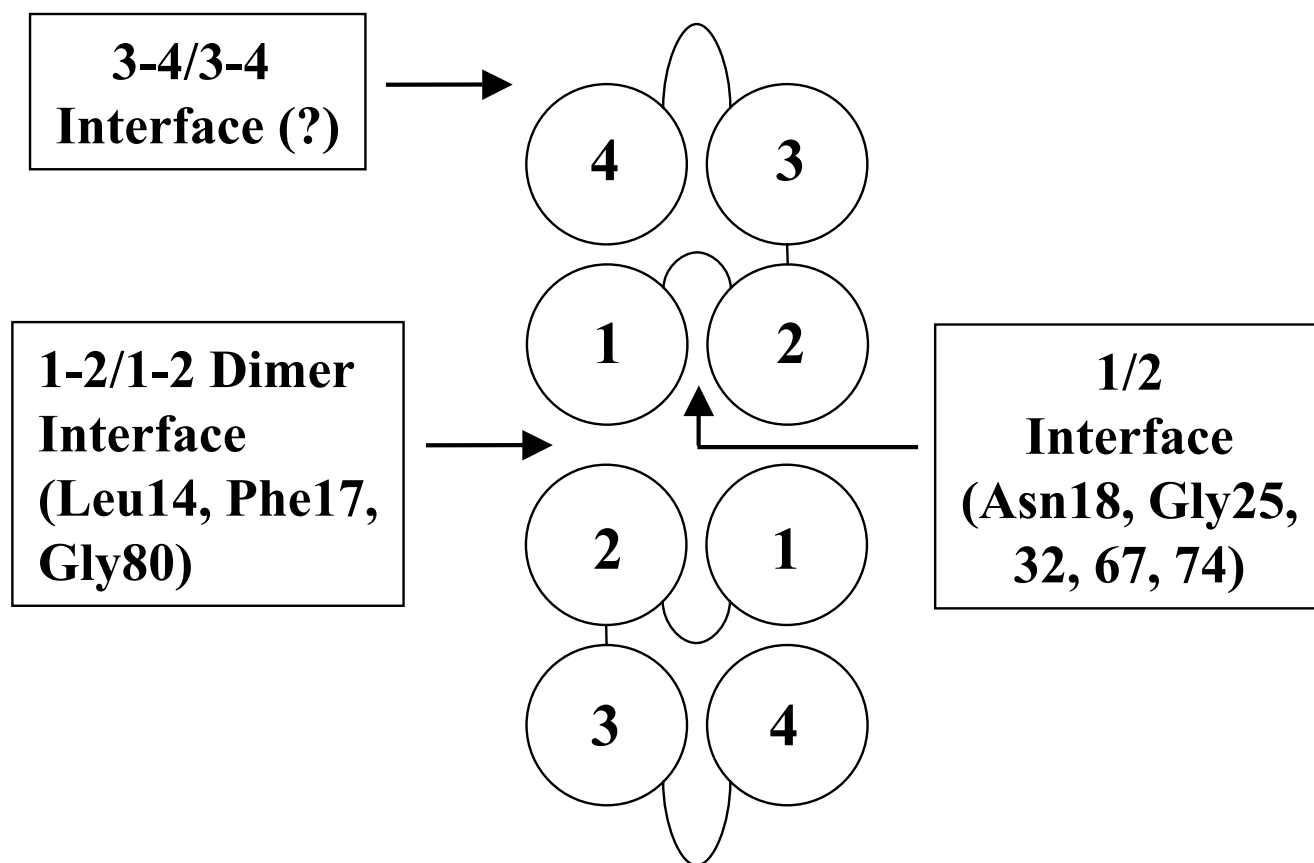 3-4/3-4
Interface (?)
4
3
1
2
1-2/1-2 Dimer
Interface
(Leu14, Phe17,
Gly80)
1/2
Interface
(Asn18, Gly25,
32, 67, 74)
2
1
3
4